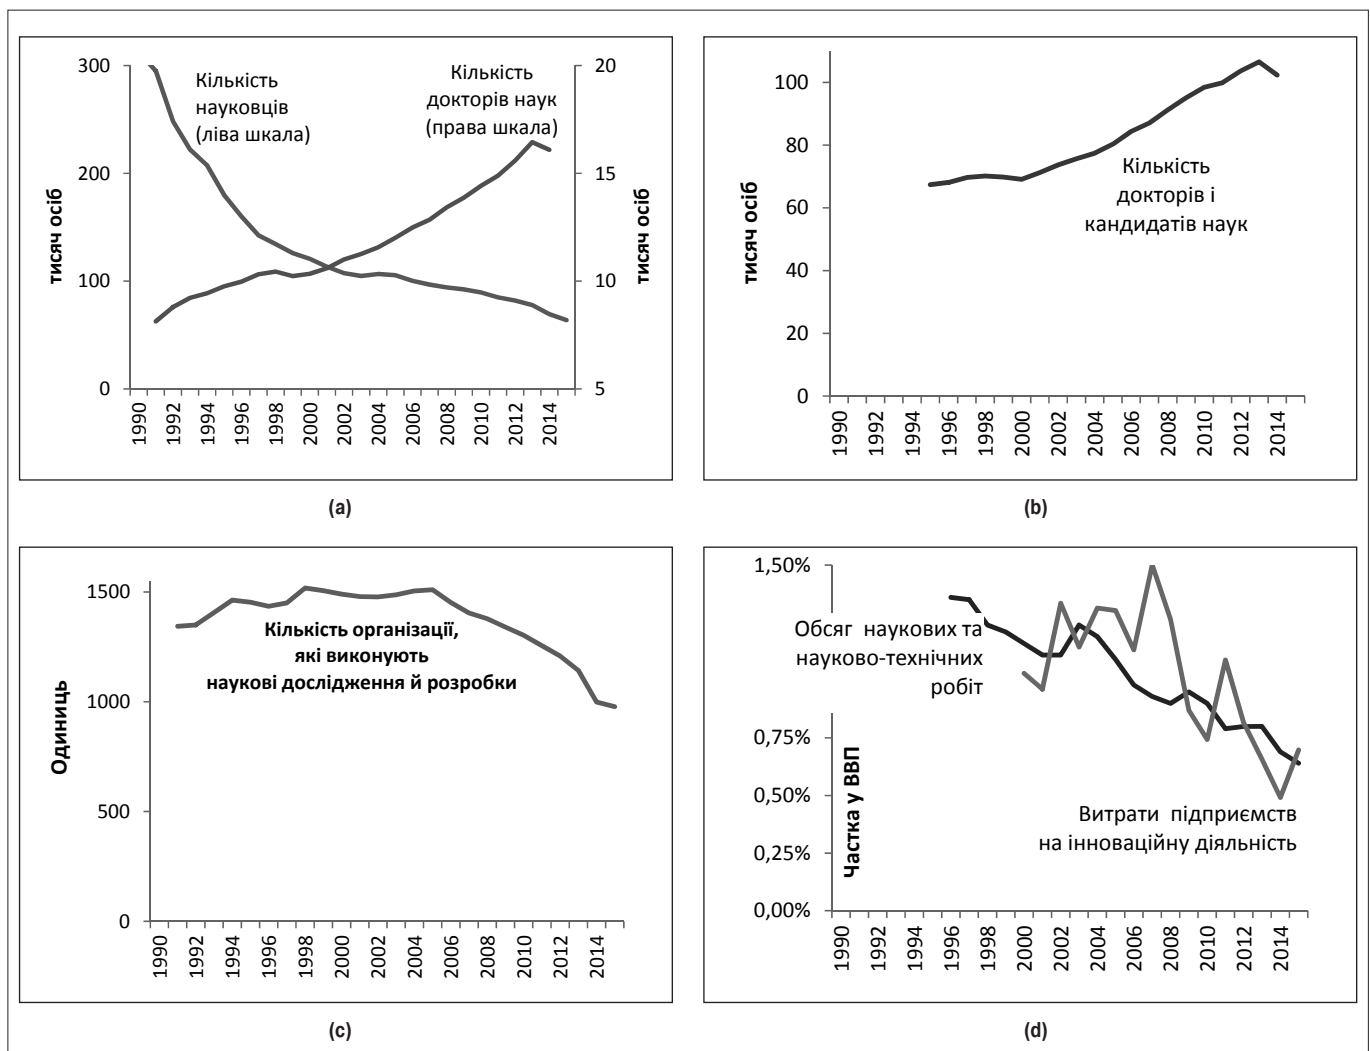 300
200
100
0
тисяч осіб
Кількість
науковців
(ліва шкала)
Кількість
докторів наук
(права шкала)
20
15
10
5
тисяч осіб
1990
1992
1994
1996
1998
2000
2002
2004
2006
2008
2010
2012
2014
(a)
100
80
60
40
20
0
тисяч осіб
Кількість
докторів і
кандидатів наук
1990
1992
1994
1996
1998
2000
2002
2004
2006
2008
2010
2012
2014
(b)
1500
1000
500
0
Одиниць
Кількість організації,
які виконують
наукові дослідження й розробки
1990
1992
1994
1996
1998
2000
2002
2004
2006
2008
2010
2012
2014
(c)
1,50%
0,75%
0,50%
0,25%
0,00%
Частка у ВВП
Обсяг наукових та
науково-технічних
робіт
Витрати підприємств
на інноваційну діяльність
1990
1992
1994
1996
1998
2000
2002
2004
2006
2008
2010
2012
2014
(d)